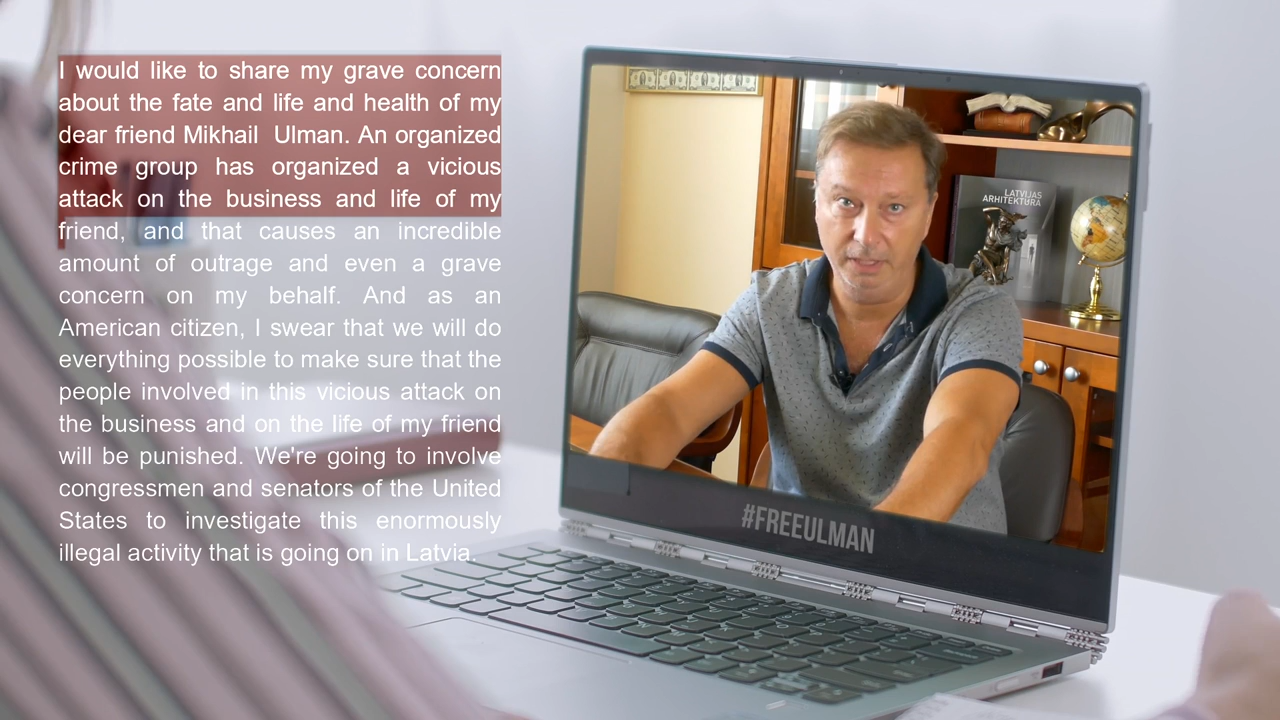 I would like to share my grave concern
about the fate and life and health of my
dear friend Mikhail Ulman. An organized
crime group has organized a vicious
attack on the business and life of my
friend, and that causes an incredible
amount of outrage and even a grave
concern on my behalf. And as an
American citizen, I swear that we will do
everything possible to make sure that the
people involved in this vicious attack on
the business and on the life of my friend
will be punished. We're going to involve
congressmen and senators of the United
States to investigate this enormously
illegal activity that is going on in Latvia.
LATVIJAS
ARHITEKTŪRA
#FREEULMAN